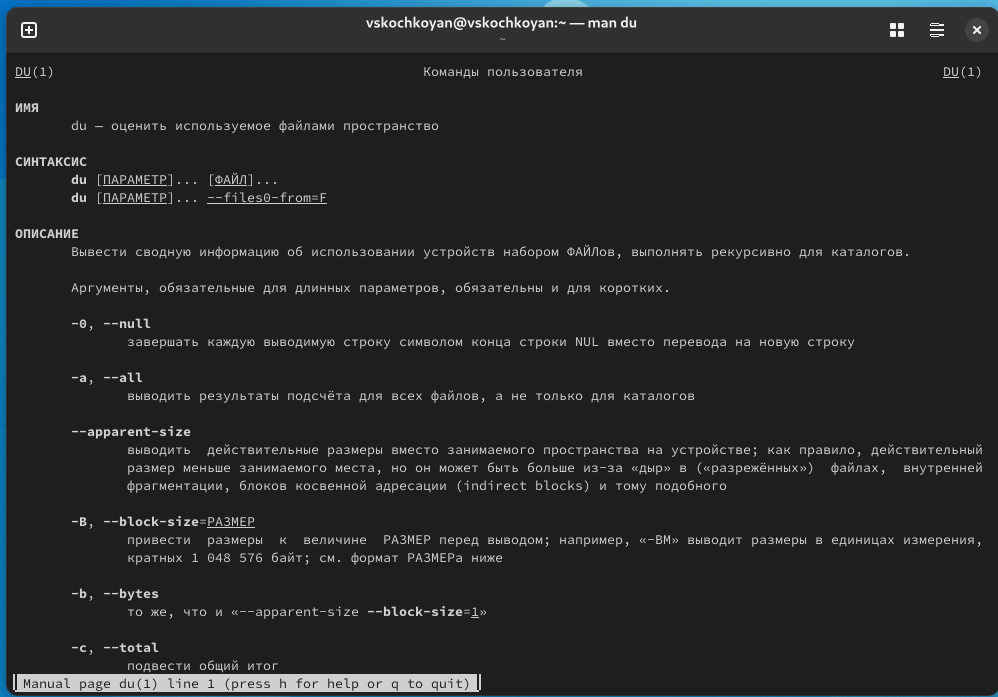 vskochkoyan@vskochkoyan:~ — man du
~
DU(1) Команды пользователя DU(1)
ИМЯ
du — оценить используемое файлами пространство
СИНТАКСИС
du [ПАРАМЕТР]... [ФАЙЛ]...
du [ПАРАМЕТР]... --files0-from=F
ОПИСАНИЕ
Вывести сводную информацию об использовании устройств набором ФАЙЛов, выполнять рекурсивно для каталогов.
Аргументы, обязательные для длинных параметров, обязательны и для коротких.
-0, --null
завершать каждую выводимую строку символом конца строки NUL вместо перевода на новую строку
-a, --all
выводить результаты подсчёта для всех файлов, а не только для каталогов
--apparent-size
выводить действительные размеры вместо занимаемого пространства на устройстве; как правило, действительный
размер меньше занимаемого места, но он может быть больше из-за «дыр» в («разрежённых») файлах, внутренней
фрагментации, блоков косвенной адресации (indirect blocks) и тому подобного
-B, --block-size=РАЗМЕР
привести размеры к величине РАЗМЕР перед выводом; например, «-BM» выводит размеры в единицах измерения,
кратных 1 048 576 байт; см. формат РАЗМЕРа ниже
-b, --bytes
то же, что и «--apparent-size --block-size=1»
-c, --total
подвести общий итог
Manual page du(1) line 1 (press h for help or q to quit)